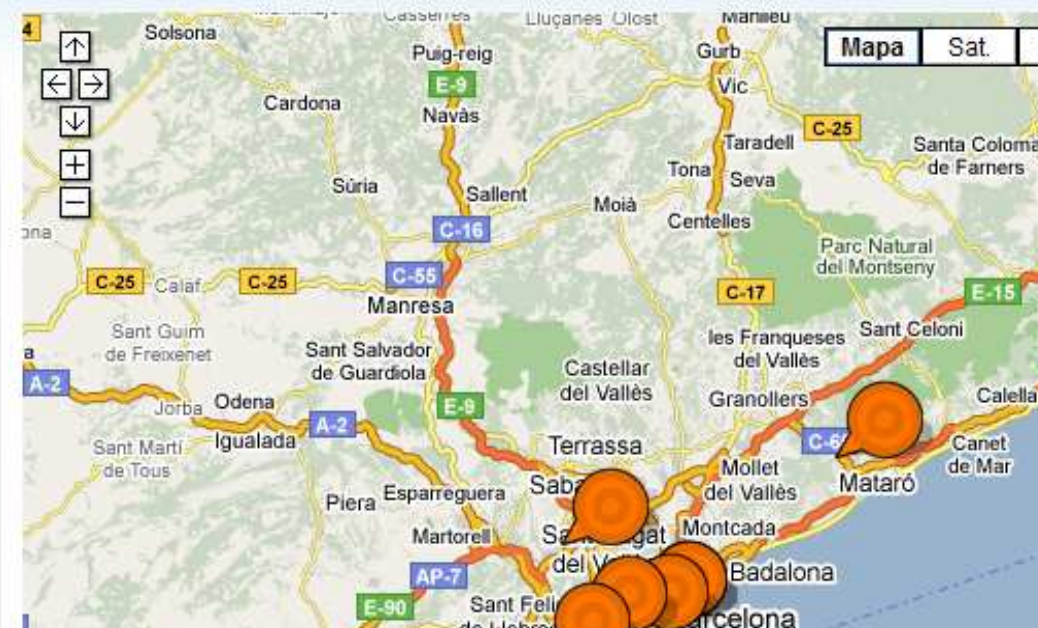 4
Solsona
Casserres
Lluçanes
Olost
Manlleu
Puig-reig
Gurb
Mapa
Sat.
E-9
Vic
Cardona
Navàs
C-25
Taradell
Santa Coloma
de Farners
Tona
Seva
Súria
Sallent
Moià
Centelles
C-16
Parc Natural
del Montseny
C-25
Calaf
C-25
C-55
C-17
E-15
Manresa
Sant Guim
de Freixenet
Sant Salvador
de Guardiola
les Franqueses
del Vallès
Sant Celoni
Castellar
del Vallès
A-2
Jorba
Odena
E-9
Granollers
Calella
A-2
Igualada
Terrassa
Canet
de Mar
Sant Martí
de Tous
Mollet
del Vallès
Mataró
Piera
Esparreguera
Martorell
Montcada
del
AP-7
Badalona
E-90
Sant